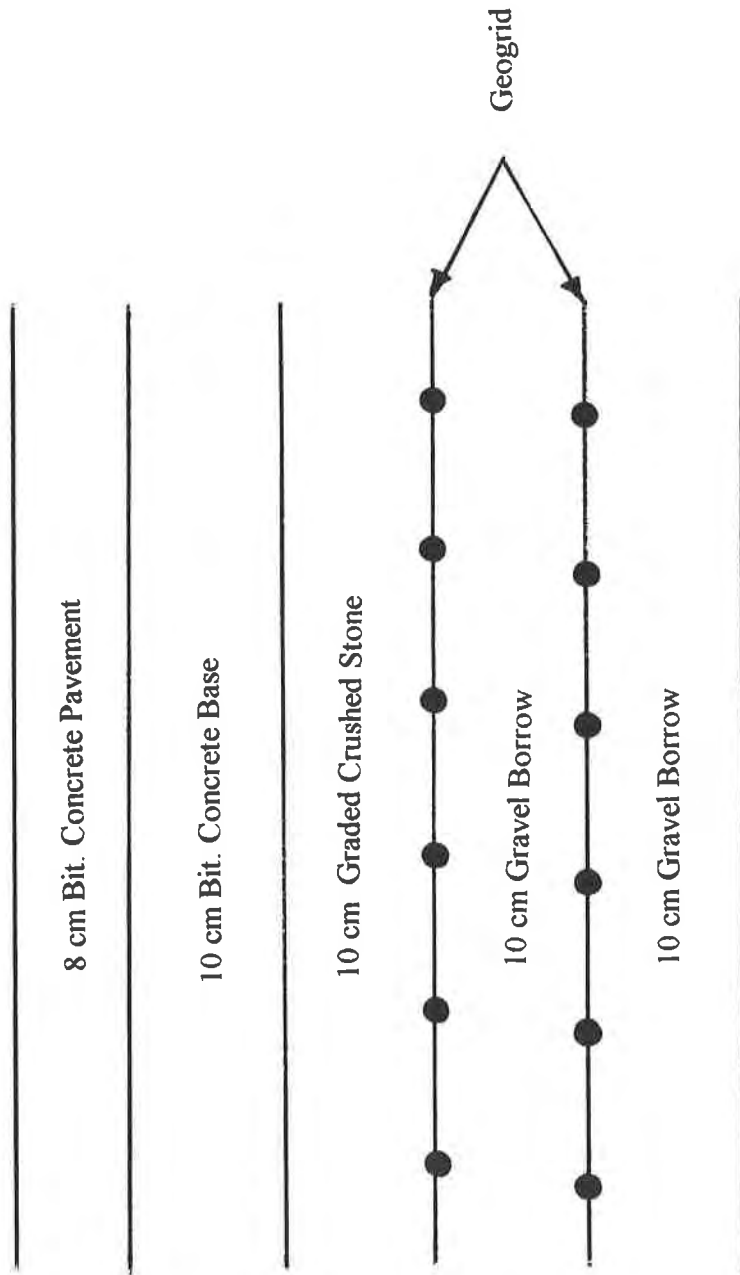 8 cm Bit. Concrete Pavement
10 cm Bit. Concrete Base
10 cm Graded Crushed Stone
10 cm Gravel Borrow
10 cm Gravel Borrow
Geogrid